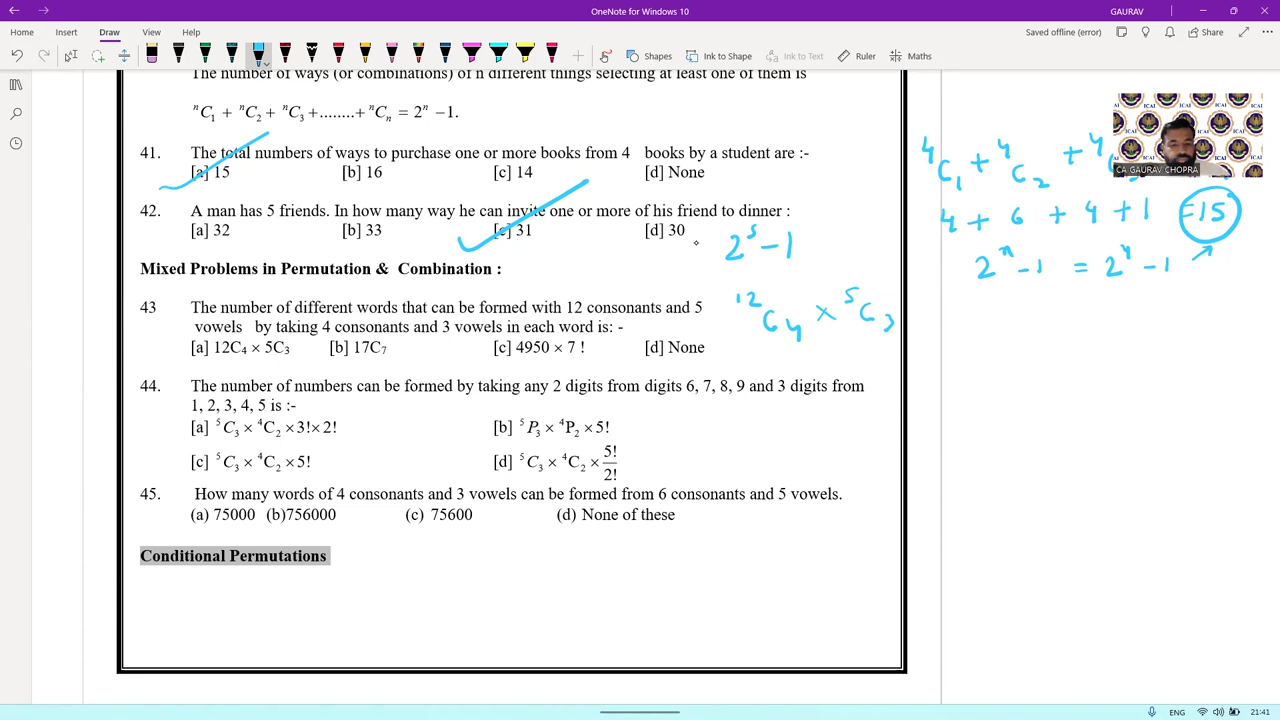 OneNote for Windows 10
GAURAV
Home Insert Draw View Help
Saved offline (error) Share
Shapes Ink to Shape Ink to Text Ruler Maths
The number of ways (or combinations) of n different things selecting at least one of them is
ⁿC₁ + ⁿC₂ + ⁿC₃ +........+ ⁿCₙ = 2ⁿ −1.
41. The total numbers of ways to purchase one or more books from 4 books by a student are :-
[a] 15 [b] 16 [c] 14 [d] None
42. A man has 5 friends. In how many way he can invite one or more of his friend to dinner :
[a] 32 [b] 33 [c] 31 [d] 30
2⁵ − 1
Mixed Problems in Permutation & Combination :
43 The number of different words that can be formed with 12 consonants and 5
vowels by taking 4 consonants and 3 vowels in each word is: -
[a] 12C₄ × 5C₃ [b] 17C₇ [c] 4950 × 7 ! [d] None
¹²C₄ × ⁵C₃
44. The number of numbers can be formed by taking any 2 digits from digits 6, 7, 8, 9 and 3 digits from
1, 2, 3, 4, 5 is :-
[a] ⁵C₃ × ⁴C₂ × 3!× 2! [b] ⁵P₃ × ⁴P₂ × 5!
[c] ⁵C₃ × ⁴C₂ × 5! [d] ⁵C₃ × ⁴C₂ × 5!/2!
45. How many words of 4 consonants and 3 vowels can be formed from 6 consonants and 5 vowels.
(a) 75000 (b)756000 (c) 75600 (d) None of these
Conditional Permutations
⁴C₁ + ⁴C₂ + ⁴C
4 + 6 + 4 + 1 = 15
2ⁿ − 1 = 2⁴ − 1
ICAI
CA GAURAV CHOPRA
ENG 21:41